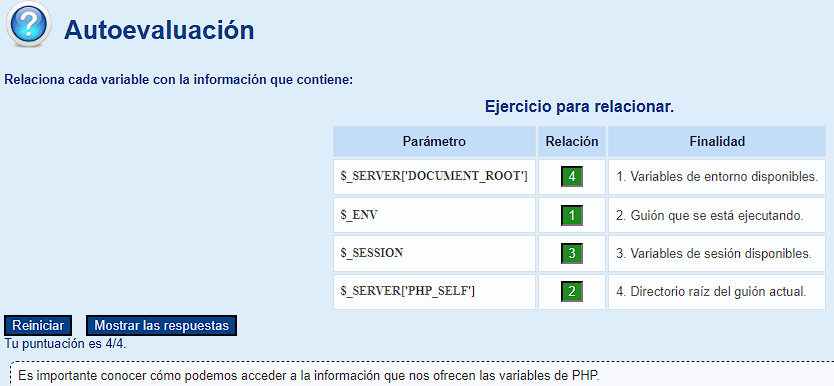 Autoevaluación
Relaciona cada variable con la información que contiene:
Ejercicio para relacionar.
Parámetro Relación Finalidad
$_SERVER['DOCUMENT_ROOT'] 4 1. Variables de entorno disponibles.
$_ENV 1 2. Guión que se está ejecutando.
$_SESSION 3 3. Variables de sesión disponibles.
$_SERVER['PHP_SELF'] 2 4. Directorio raíz del guión actual.
Reiniciar Mostrar las respuestas
Tu puntuación es 4/4.
Es importante conocer cómo podemos acceder a la información que nos ofrecen las variables de PHP.